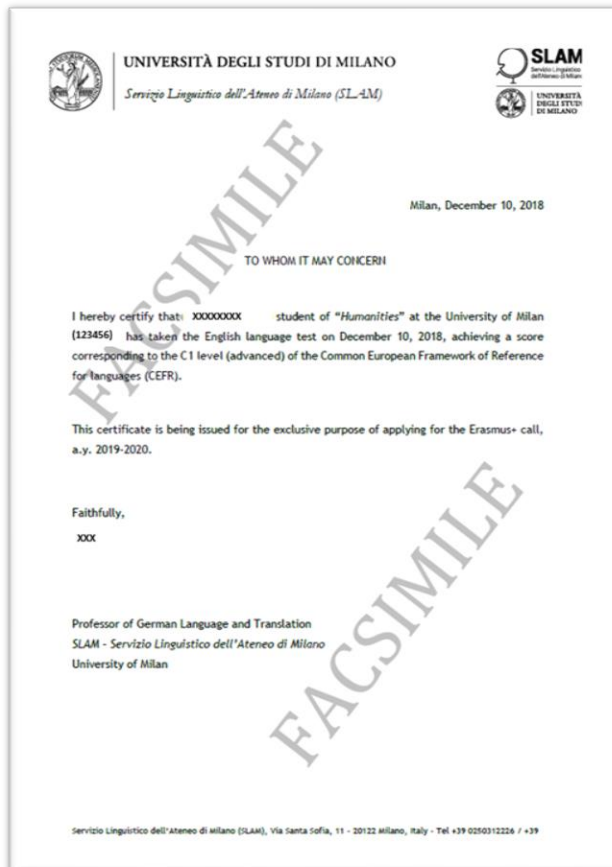 UNIVERSITÀ DEGLI STUDI DI MILANO
Servizio Linguistico dell'Ateneo di Milano (SLAM)
SLAM
Servizio Linguistico
dell'Ateneo di Milano
UNIVERSITÀ
DEGLI STUDI
DI MILANO
FACSIMILE
Milan, December 10, 2018
TO WHOM IT MAY CONCERN
I hereby certify that XXXXXXXX student of "Humanities" at the University of Milan
(123456) has taken the English language test on December 10, 2018, achieving a score
corresponding to the C1 level (advanced) of the Common European Framework of Reference
for languages (CEFR).
This certificate is being issued for the exclusive purpose of applying for the Erasmus+ call,
a.y. 2019-2020.
Faithfully,
XXX
FACSIMILE
Professor of German Language and Translation
SLAM - Servizio Linguistico dell'Ateneo di Milano
University of Milan
Servizio Linguistico dell'Ateneo di Milano (SLAM), Via Santa Sofia, 11 - 20122 Milano, Italy - Tel +39 0250312226 / +39